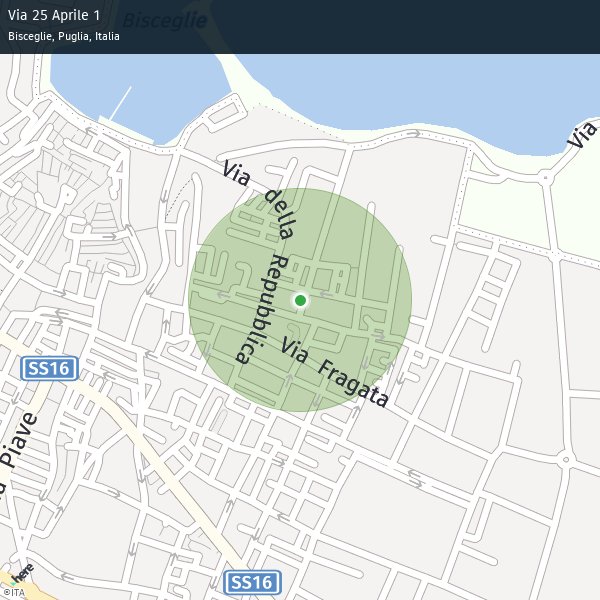 Via 25 Aprile 1
Bisceglie, Puglia, Italia
Bisceglie
Via
Via della Repubblica
Via Fragata
SS16
Piave
SS16
here
©ITA